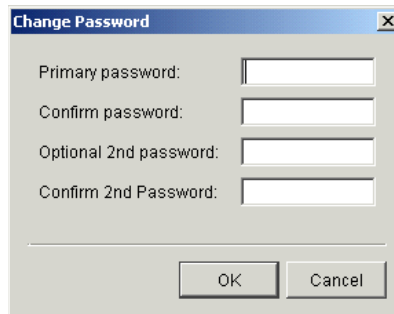 Change Password
Primary password:
Confirm password:
Optional 2nd password:
Confirm 2nd Password:
OK Cancel